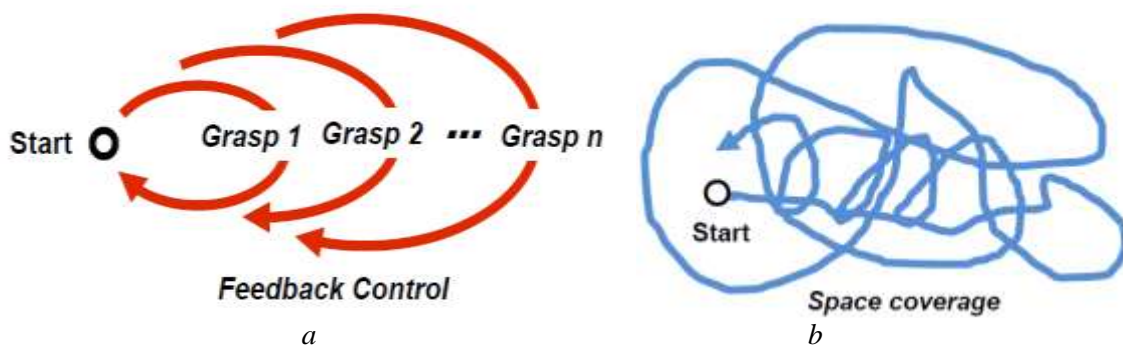 Start
Grasp 1 Grasp 2 ... Grasp n
Feedback Control
a
Start
Space coverage
b